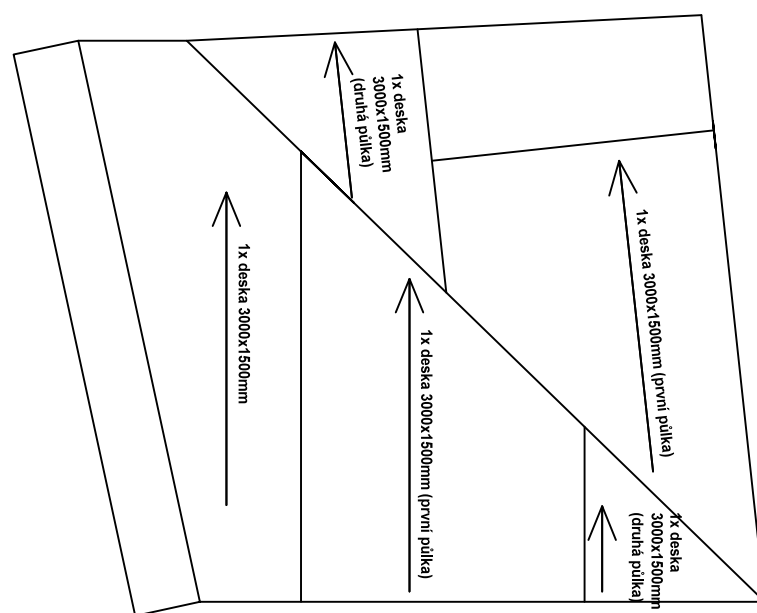 1x deska
3000x1500mm
(druhá půlka)
1x deska 3000x1500mm
1x deska 3000x1500mm (první půlka)
1x deska 3000x1500mm (první půlka)
1x deska
3000x1500mm
(druhá půlka)